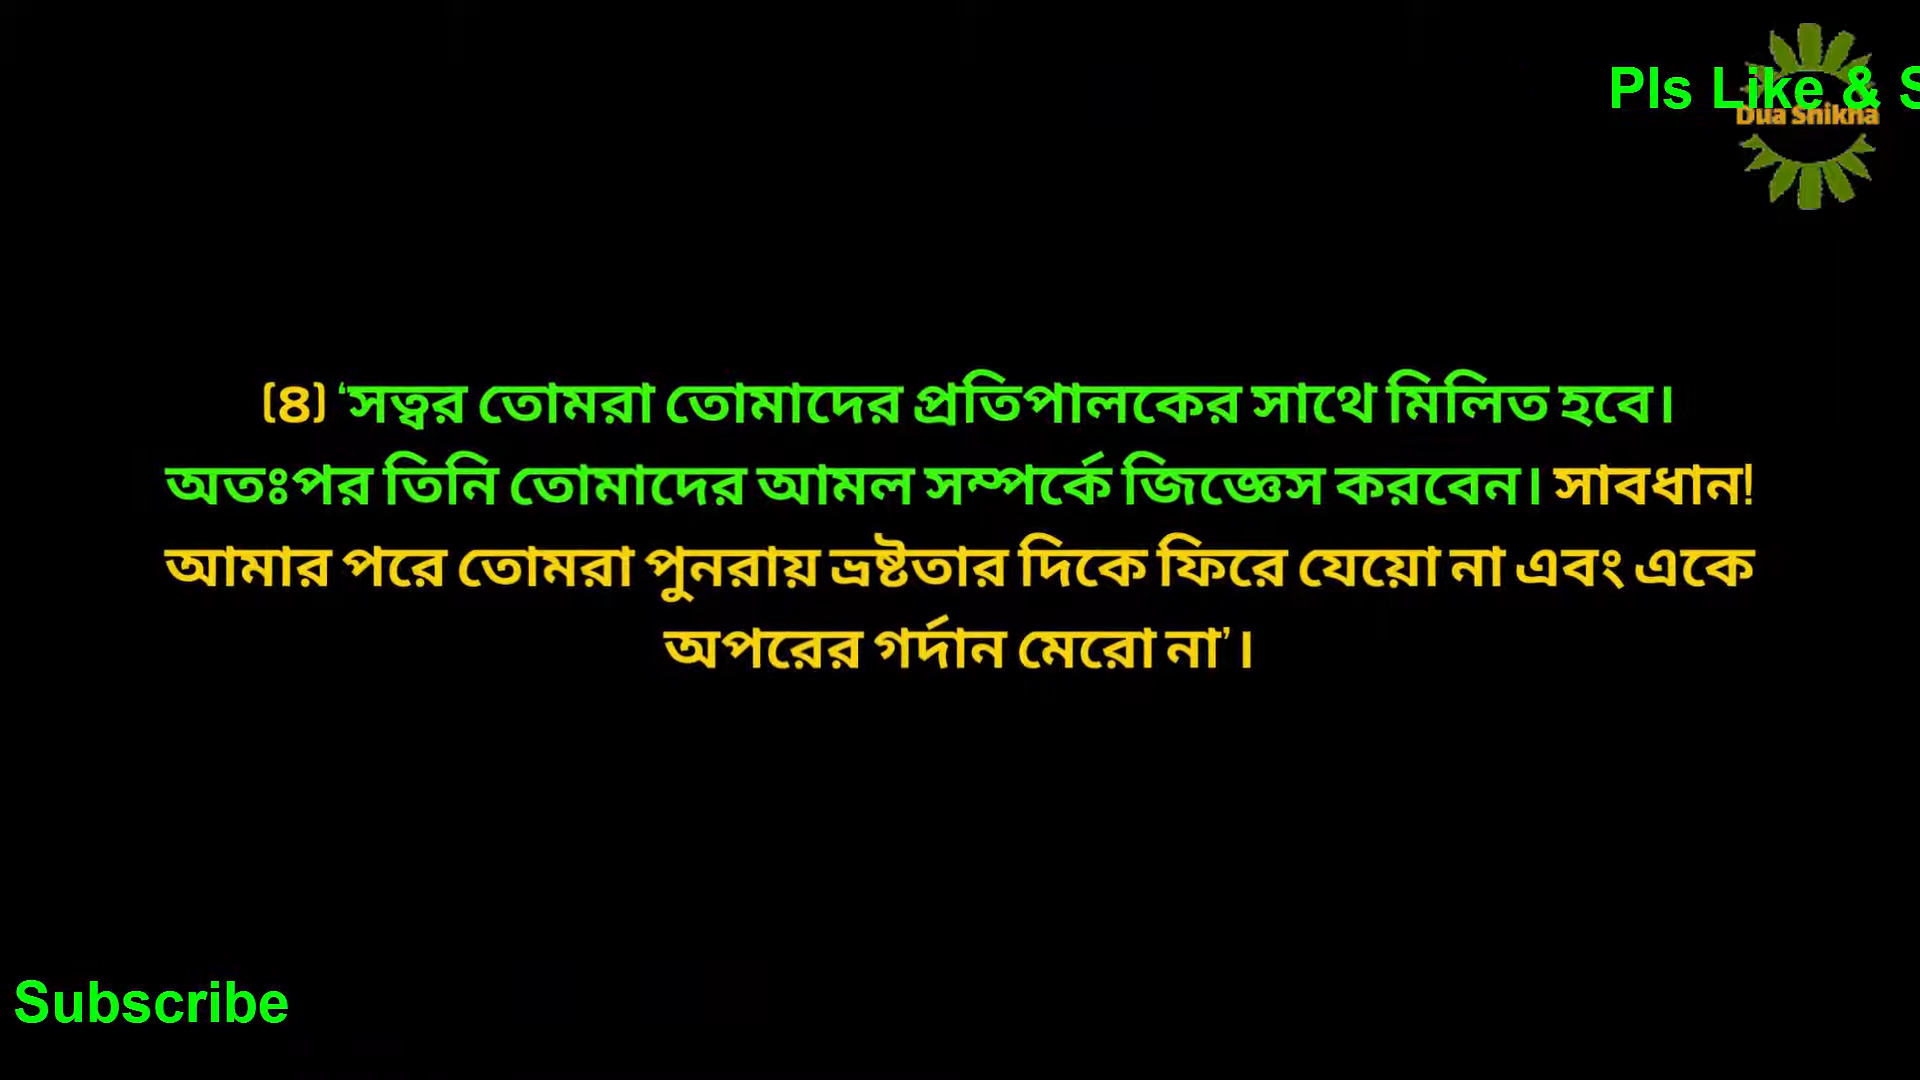 Pls Like & S
Dua Shikha
(৪) ‘সত্বর তোমরা তোমাদের প্রতিপালকের সাথে মিলিত হবে।
অতঃপর তিনি তোমাদের আমল সম্পর্কে জিজ্ঞেস করবেন। সাবধান!
আমার পরে তোমরা পুনরায় ভ্রষ্টতার দিকে ফিরে যেয়ো না এবং একে
অপরের গর্দান মেরো না’।
Subscribe